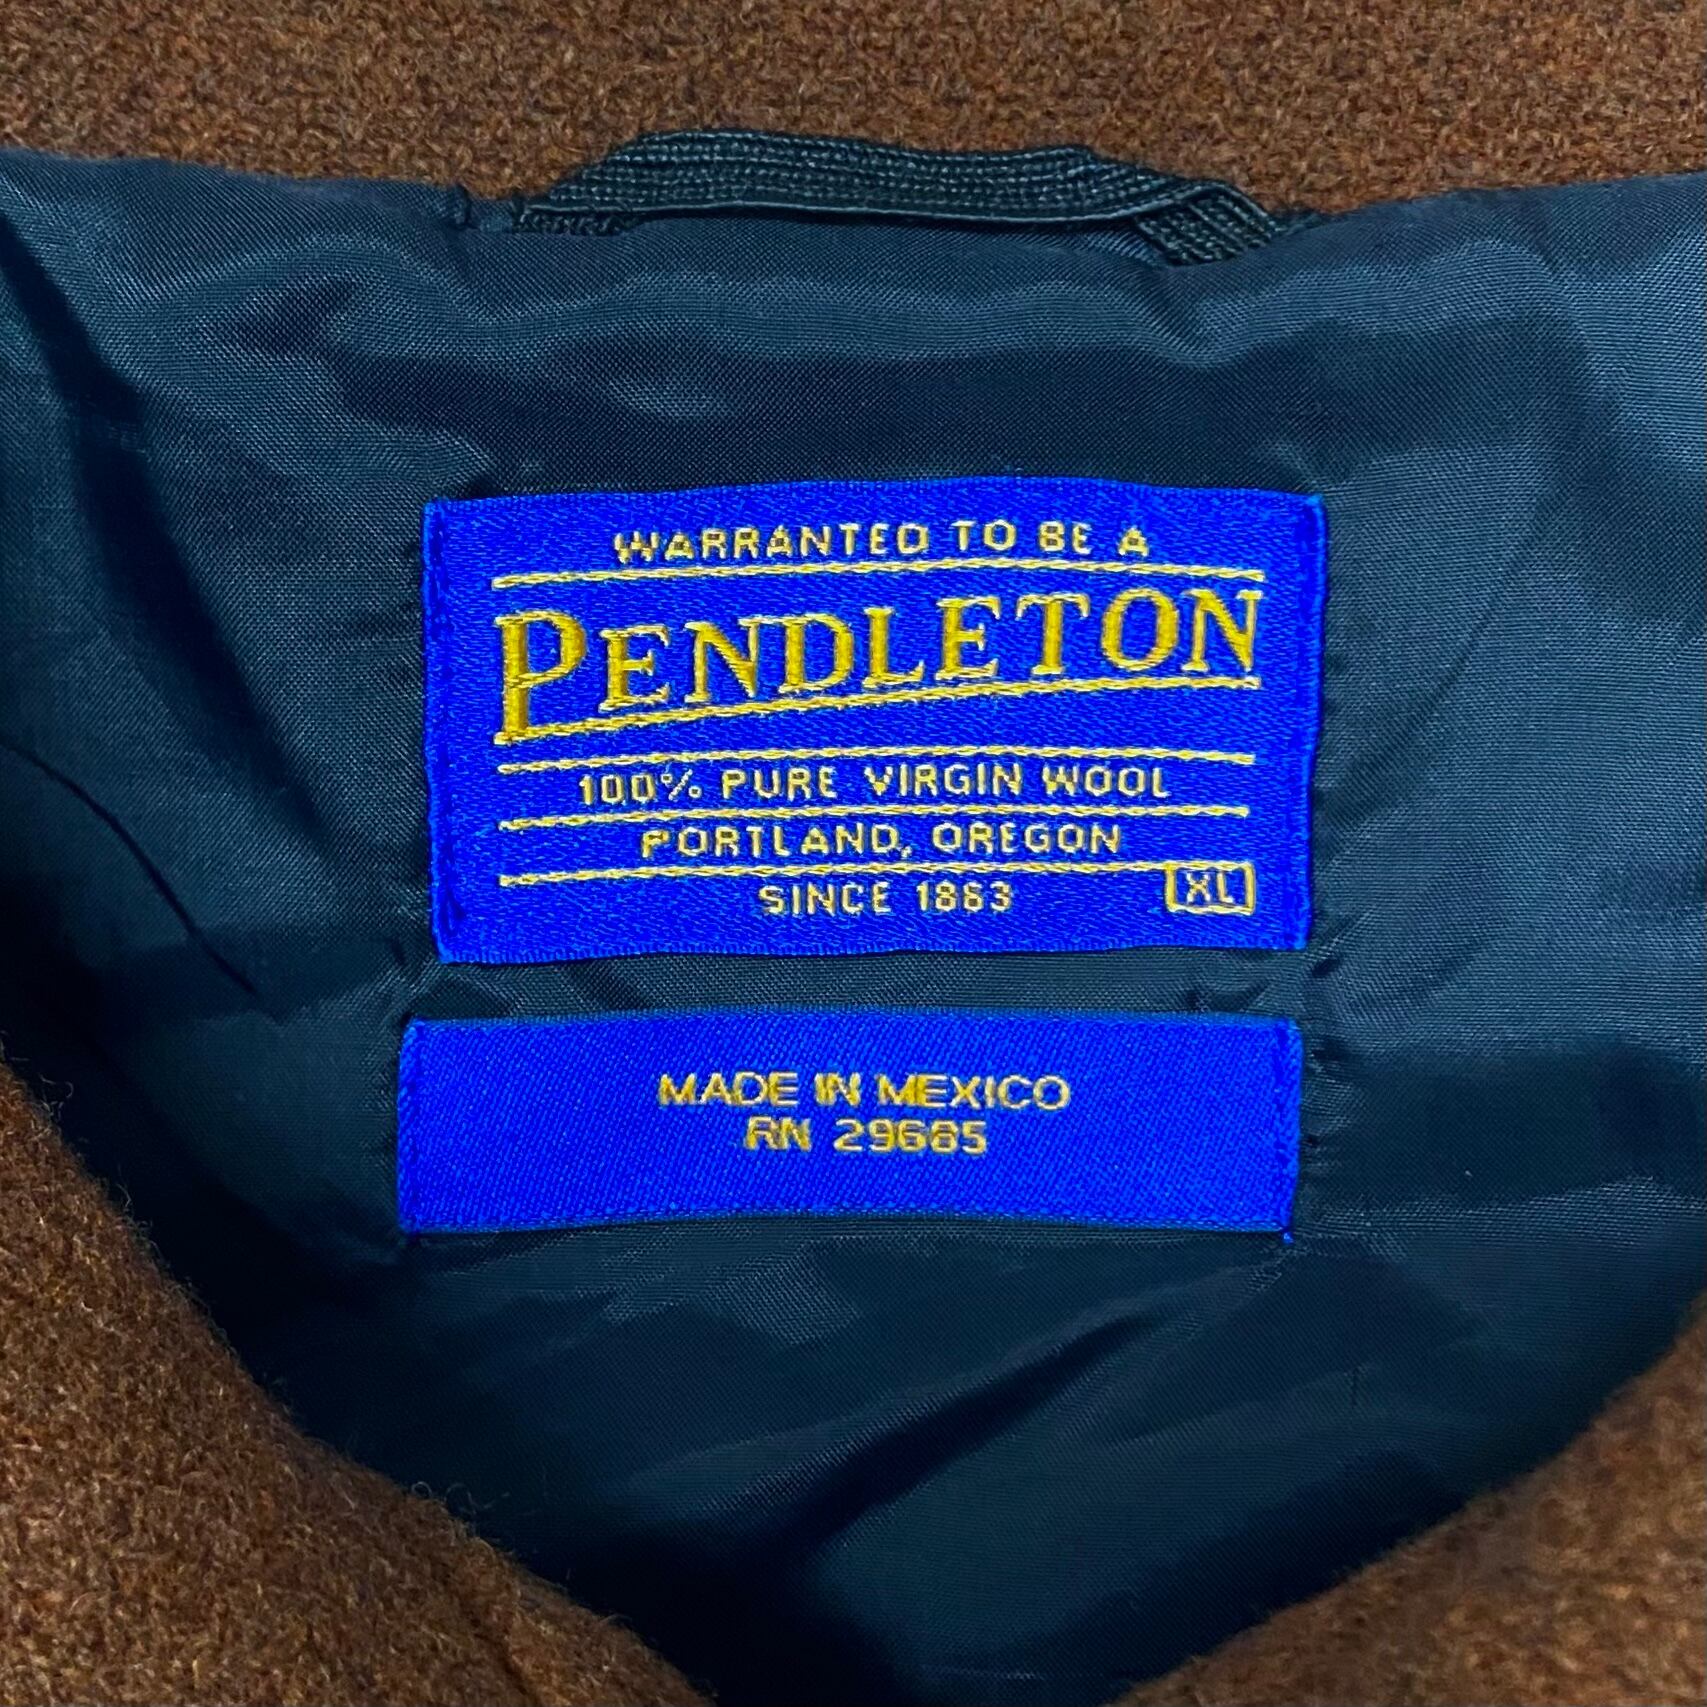 WARRANTED TO BE A
PENDLETON
100% PURE VIRGIN WOOL
PORTLAND, OREGON
SINCE 1863
XL
MADE IN MEXICO
RN 29685